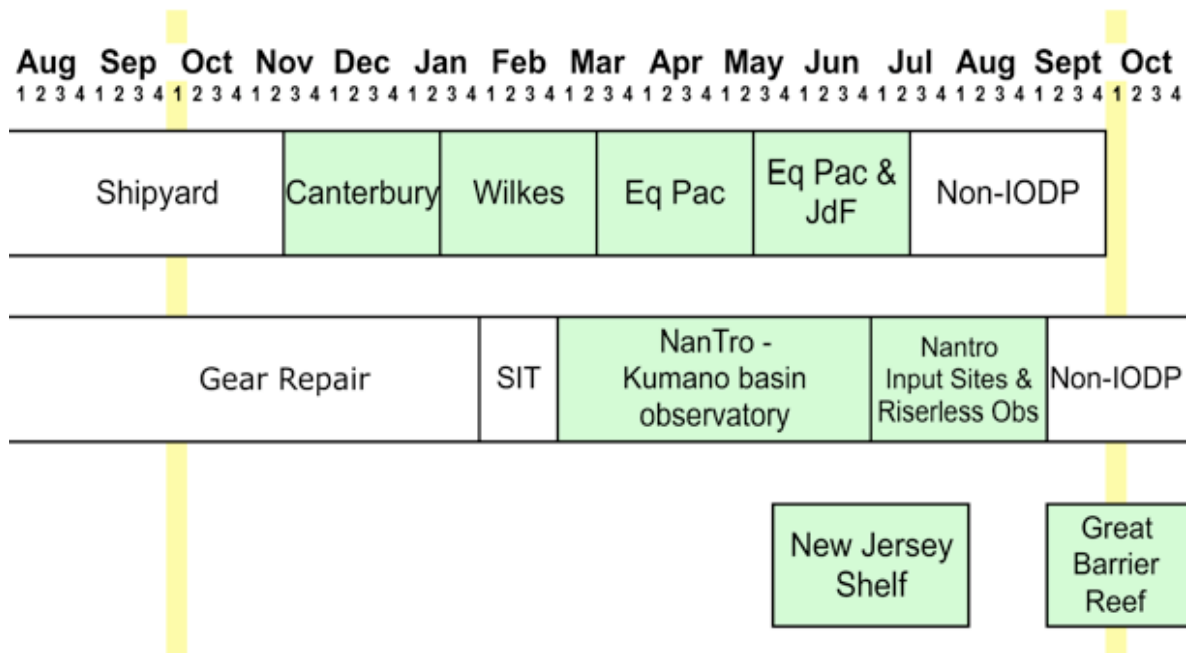 Aug Sep Oct Nov Dec Jan Feb Mar Apr May Jun Jul Aug Sept Oct
1 2 3 4 1 2 3 4 1 2 3 4 1 2 3 4 1 2 3 4 1 2 3 4 1 2 3 4 1 2 3 4 1 2 3 4 1 2 3 4 1 2 3 4 1 2 3 4 1 2 3 4 1 2 3 4 1 2 3 4
Shipyard
Canterbury
Wilkes
Eq Pac
Eq Pac &
JdF
Non-IODP
Gear Repair
SIT
NanTro -
Kumano basin
observatory
Nantro
Input Sites &
Riserless Obs
Non-IODP
New Jersey
Shelf
Great
Barrier
Reef